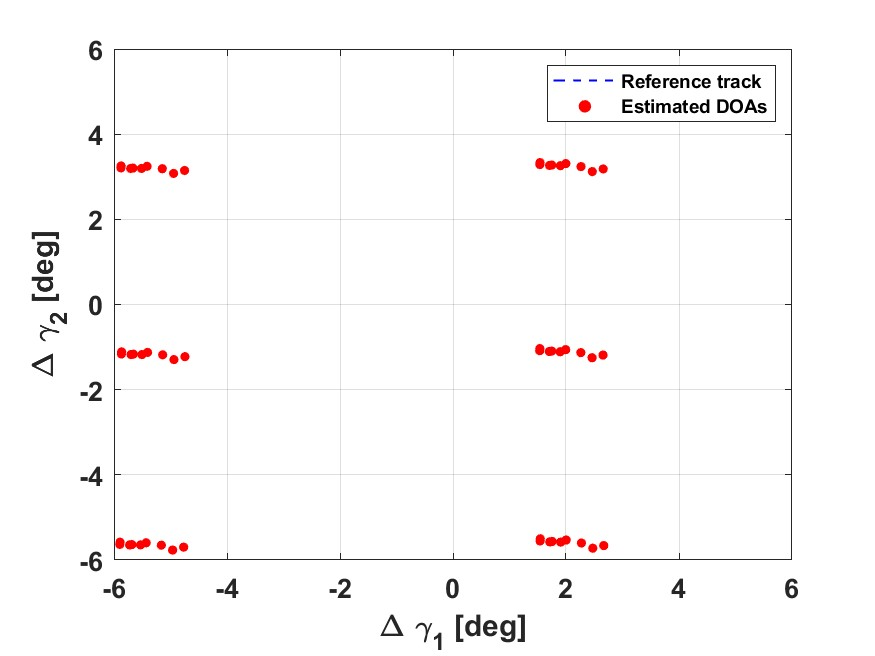 6
4
2
0
-2
-4
-6
-6 -4 -2 0 2 4 6
Δ γ2 [deg]
Δ γ1 [deg]
Reference track
Estimated DOAs